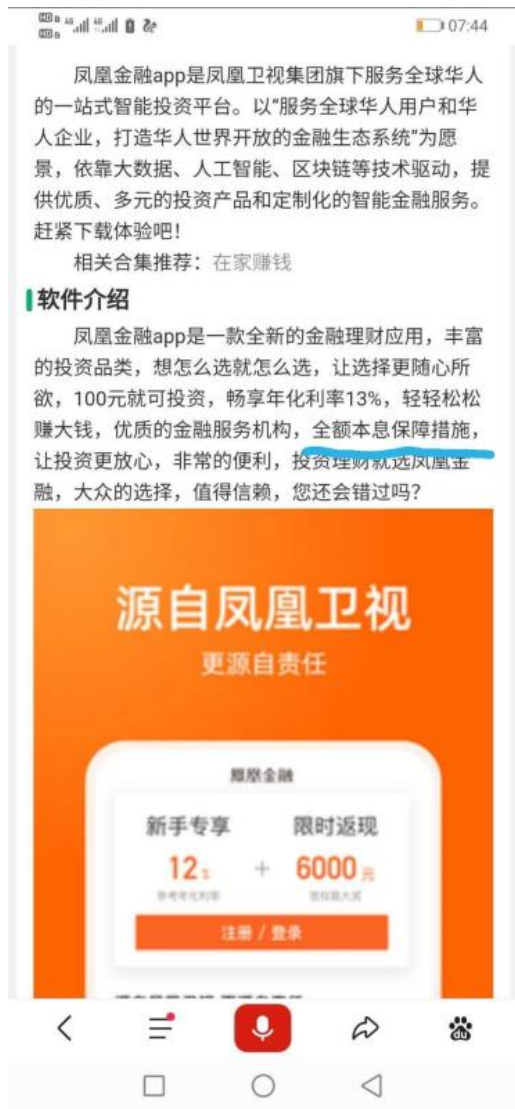 07:44
凤凰金融app是凤凰卫视集团旗下服务全球华人
的一站式智能投资平台。以“服务全球华人用户和华
人企业，打造华人世界开放的金融生态系统”为愿
景，依靠大数据、人工智能、区块链等技术驱动，提
供优质、多元的投资产品和定制化的智能金融服务。
赶紧下载体验吧！
相关合集推荐：在家赚钱
软件介绍
凤凰金融app是一款全新的金融理财应用，丰富
的投资品类，想怎么选就怎么选，让选择更随心所
欲，100元就可投资，畅享年化利率13%，轻轻松松
赚大钱，优质的金融服务机构，全额本息保障措施，
让投资更放心，非常的便利，投资理财就选凤凰金
融，大众的选择，值得信赖，您还会错过吗？
源自凤凰卫视
更源自责任
鳳凰金融
新手专享 限时返现
12% + 6000元
参考年化利率
注册 / 登录
du